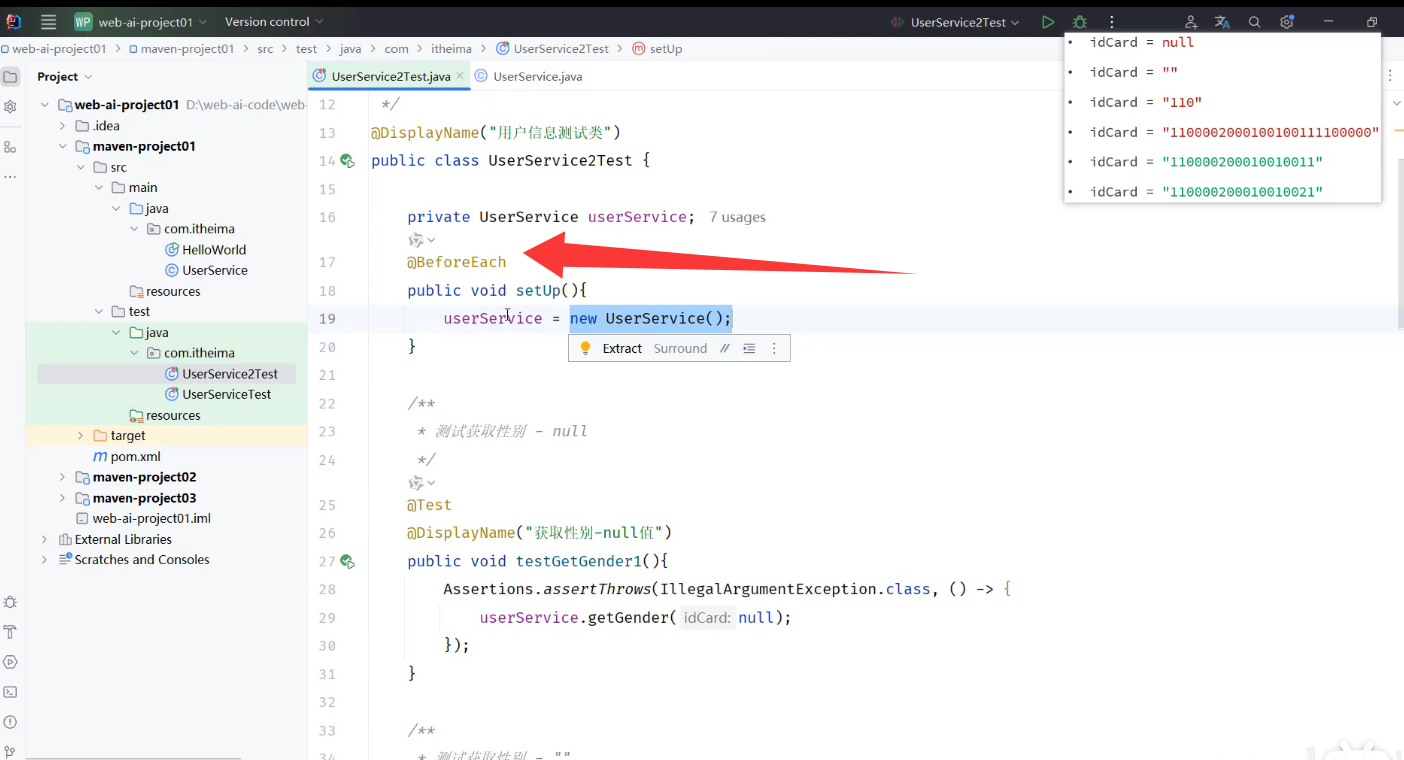 WP web-ai-project01 Version control UserService2Test
web-ai-project01 maven-project01 src test java com itheima UserService2Test setUp
Project
UserService2Test.java UserService.java
web-ai-project01 D:\web-ai-code\web-
.idea
maven-project01
src
main
java
com.itheima
HelloWorld
UserService
resources
test
java
com.itheima
UserService2Test
UserServiceTest
resources
target
pom.xml
maven-project02
maven-project03
web-ai-project01.iml
External Libraries
Scratches and Consoles
12 */
13 @DisplayName("用户信息测试类")
14 public class UserService2Test {
15
16 private UserService userService; 7 usages
17 @BeforeEach
18 public void setUp(){
19 userService = new UserService();
20 }
Extract Surround
21
22 /**
23 * 测试获取性别 - null
24 */
25 @Test
26 @DisplayName("获取性别-null值")
27 public void testGetGender1(){
28 Assertions.assertThrows(IllegalArgumentException.class, () -> {
29 userService.getGender( idCard: null);
30 });
31 }
32
33 /**
34 * 测试获取性别 - ""
• idCard = null
• idCard = ""
• idCard = "110"
• idCard = "1100002000100100111100000"
• idCard = "110000200010010011"
• idCard = "110000200010010021"